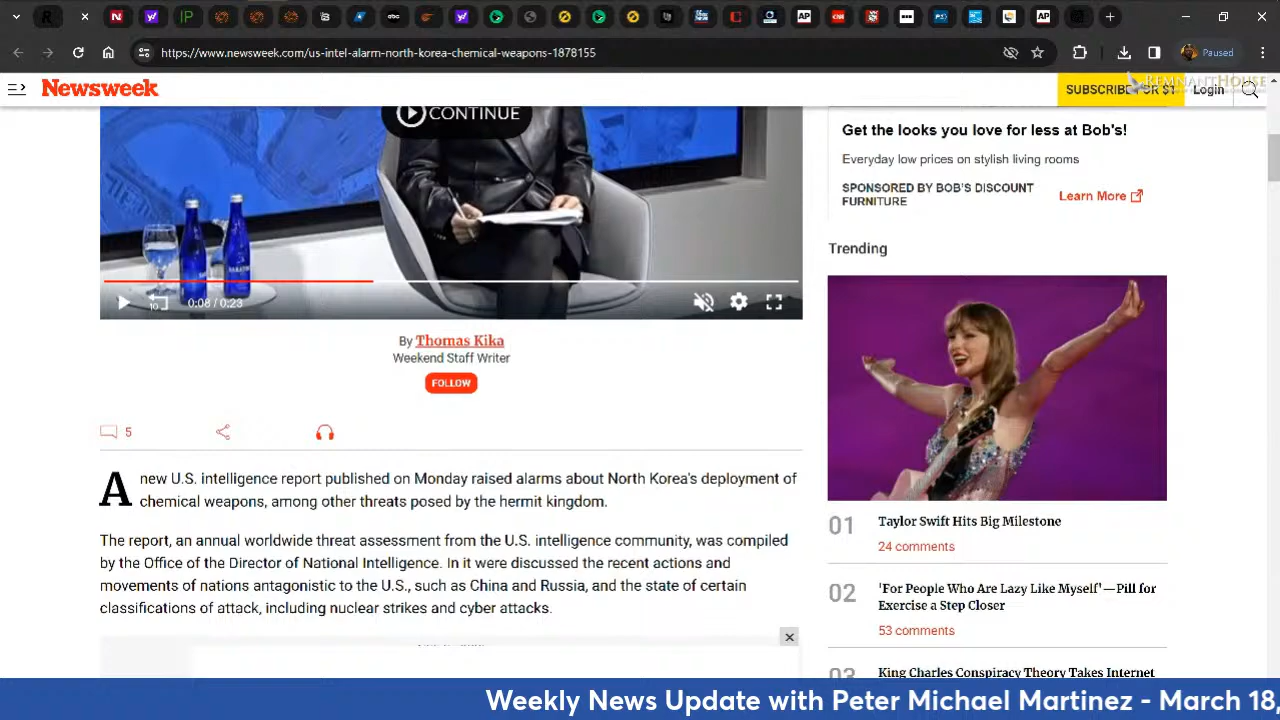 https://www.newsweek.com/us-intel-alarm-north-korea-chemical-weapons-1878155
Paused
Newsweek
SUBSCRIBE FOR $1
Login
REMNANTHOUSE
CONTINUE
0:08 / 0:23
By Thomas Kika
Weekend Staff Writer
FOLLOW
5
A new U.S. intelligence report published on Monday raised alarms about North Korea's deployment of
chemical weapons, among other threats posed by the hermit kingdom.
The report, an annual worldwide threat assessment from the U.S. intelligence community, was compiled
by the Office of the Director of National Intelligence. In it were discussed the recent actions and
movements of nations antagonistic to the U.S., such as China and Russia, and the state of certain
classifications of attack, including nuclear strikes and cyber attacks.
Get the looks you love for less at Bob's!
Everyday low prices on stylish living rooms
SPONSORED BY BOB'S DISCOUNT
FURNITURE
Learn More
Trending
01
Taylor Swift Hits Big Milestone
24 comments
02
'For People Who Are Lazy Like Myself'—Pill for
Exercise a Step Closer
53 comments
King Charles Conspiracy Theory Takes Internet
Weekly News Update with Peter Michael Martinez - March 18,